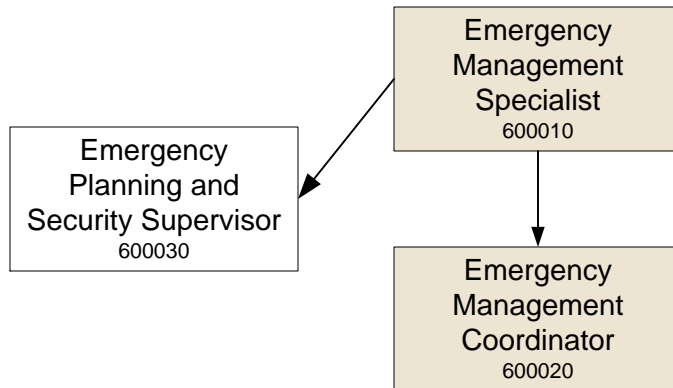 Emergency
Management
Specialist
600010
Emergency
Planning and
Security Supervisor
600030
Emergency
Management
Coordinator
600020